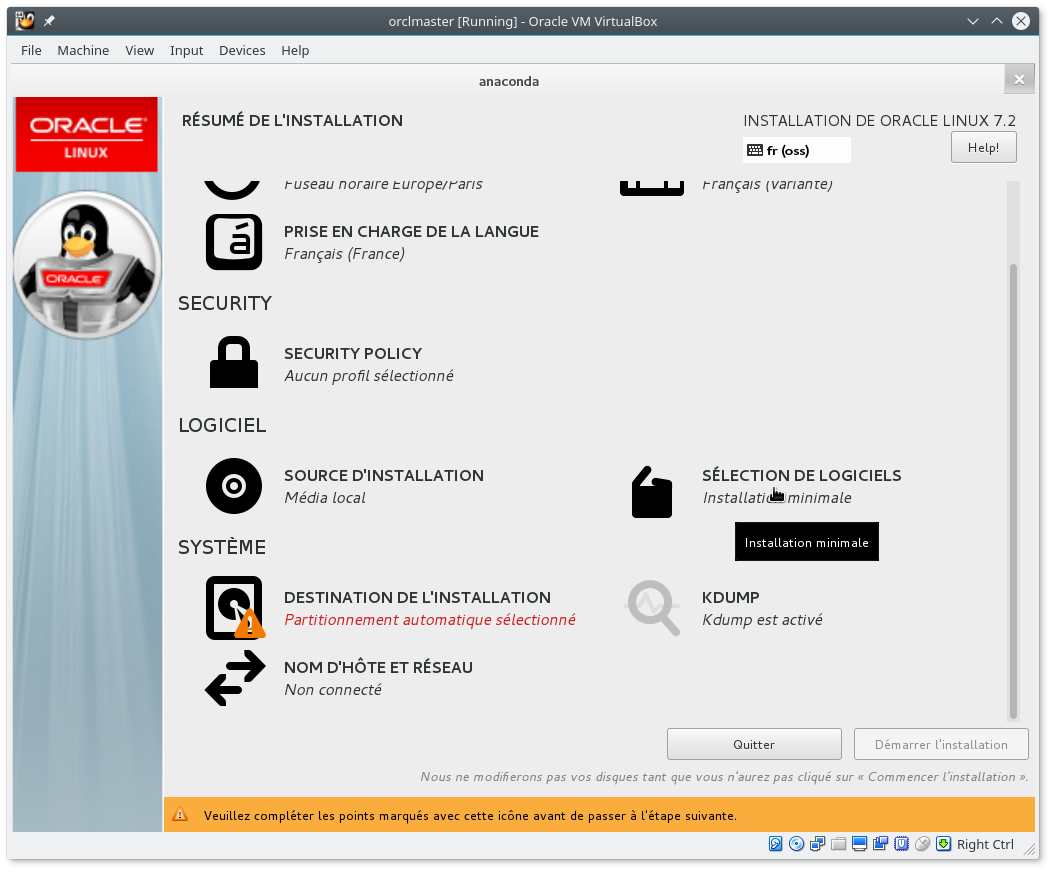 orclmaster [Running] - Oracle VM VirtualBox
File Machine View Input Devices Help
anaconda
ORACLE
LINUX
ORACLE
RÉSUMÉ DE L'INSTALLATION
INSTALLATION DE ORACLE LINUX 7.2
fr (oss)
Help!
Fuseau horaire Europe/Paris
Français (Variante)
PRISE EN CHARGE DE LA LANGUE
Français (France)
SECURITY
SECURITY POLICY
Aucun profil sélectionné
LOGICIEL
SOURCE D'INSTALLATION
Média local
SÉLECTION DE LOGICIELS
Installation minimale
Installation minimale
SYSTÈME
DESTINATION DE L'INSTALLATION
Partitionnement automatique sélectionné
KDUMP
Kdump est activé
NOM D'HÔTE ET RÉSEAU
Non connecté
Quitter
Démarrer l'installation
Nous ne modifierons pas vos disques tant que vous n'aurez pas cliqué sur « Commencer l'installation ».
Veuillez compléter les points marqués avec cette icône avant de passer à l'étape suivante.
Right Ctrl